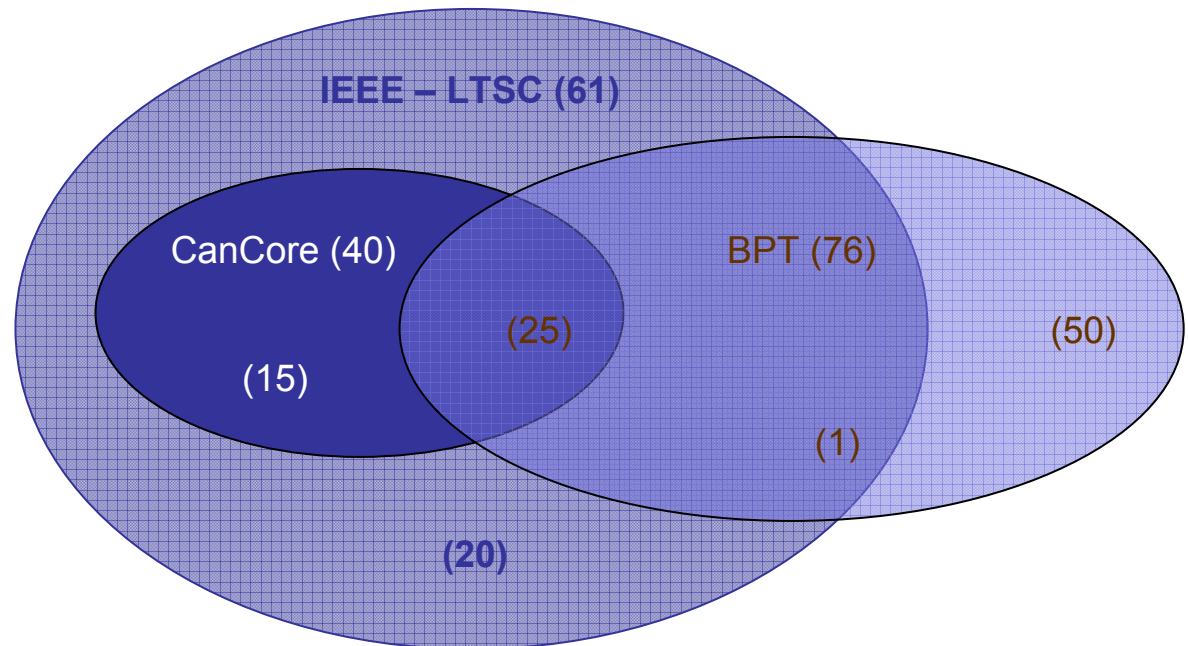 IEEE – LTSC (61)
CanCore (40)
BPT (76)
(25)
(50)
(15)
(1)
(20)